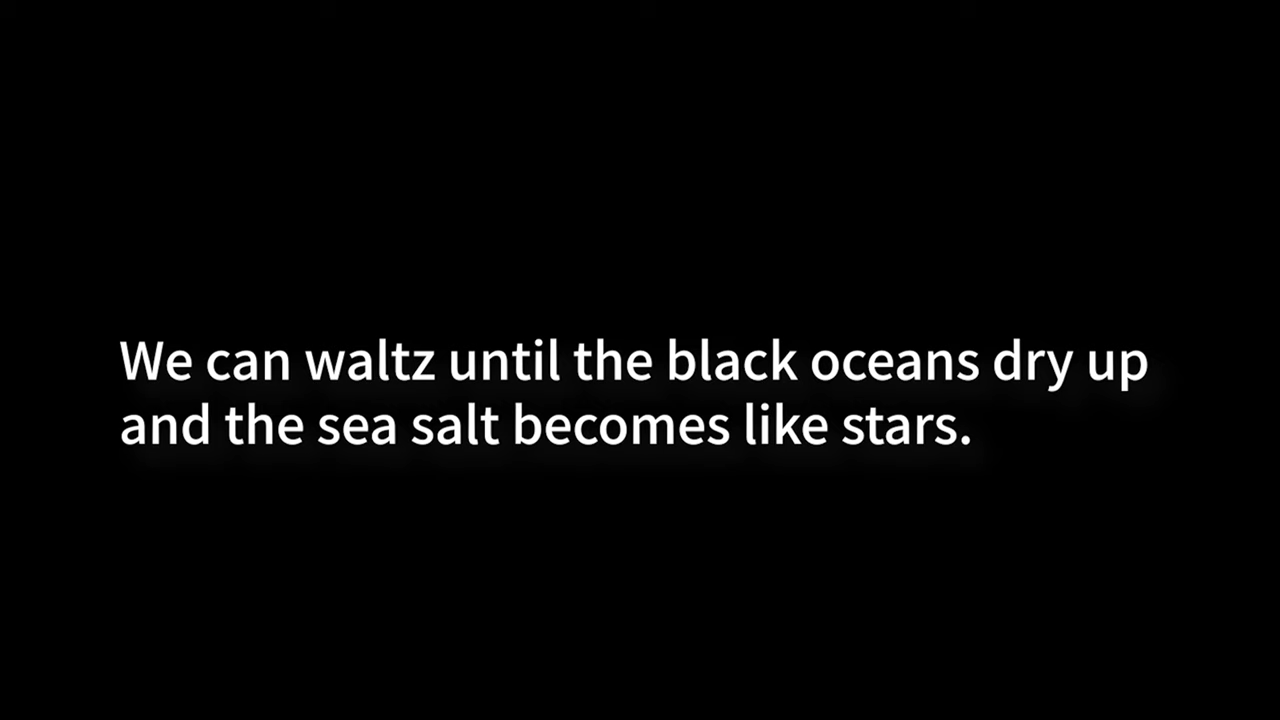 We can waltz until the black oceans dry up
and the sea salt becomes like stars.